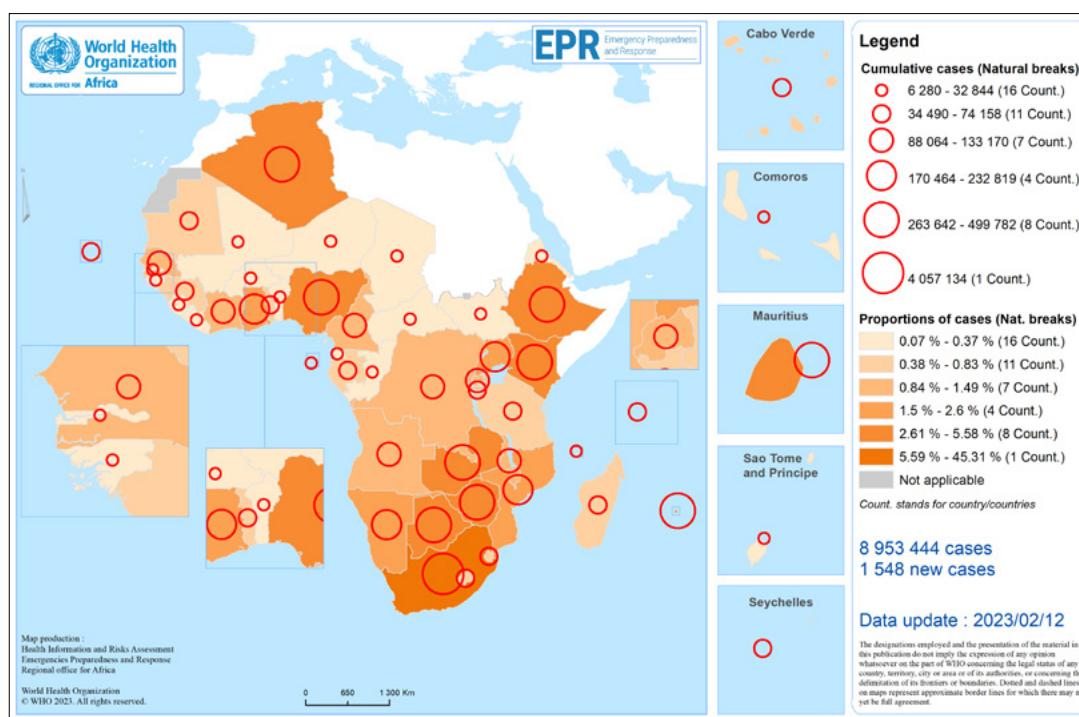 World Health
Organization
REGIONAL OFFICE FOR Africa
EPR
Emergency Preparedness
and Response
Cabo Verde
Comoros
Mauritius
Sao Tome
and Principe
Seychelles
Legend
Cumulative cases (Natural breaks)
6 280 - 32 844 (16 Count.)
34 490 - 74 158 (11 Count.)
88 064 - 133 170 (7 Count.)
170 464 - 232 819 (4 Count.)
263 642 - 499 782 (8 Count.)
4 057 134 (1 Count.)
Proportions of cases (Nat. breaks)
0.07 % - 0.37 % (16 Count.)
0.38 % - 0.83 % (11 Count.)
0.84 % - 1.49 % (7 Count.)
1.5 % - 2.6 % (4 Count.)
2.61 % - 5.58 % (8 Count.)
5.59 % - 45.31 % (1 Count.)
Not applicable
Count. stands for country/countries
8 953 444 cases
1 548 new cases
Data update : 2023/02/12
The designations employed and the presentation of the material in
this publication do not imply the expression of any opinion
whatsoever on the part of WHO concerning the legal status of any
country, territory, city or area or of its authorities, or concerning the
delimitation of its frontiers or boundaries. Dotted and dashed lines
on maps represent approximate border lines for which there may n
yet be full agreement.
Map production :
Health Information and Risks Assessment
Emergencies Preparedness and Response
Regional office for Africa
World Health Organization
© WHO 2023. All rights reserved.
0 650 1 300 Km